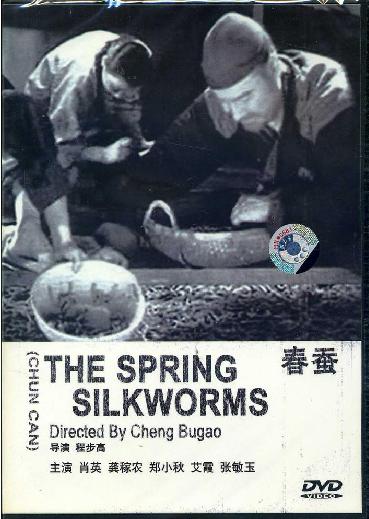 (CHUN CAN)
THE SPRING
SILKWORMS
春蚕
Directed By Cheng Bugao
导演 程步高
主演 肖英 龚稼农 郑小秋 艾霞 张敏玉
DVD
VIDEO